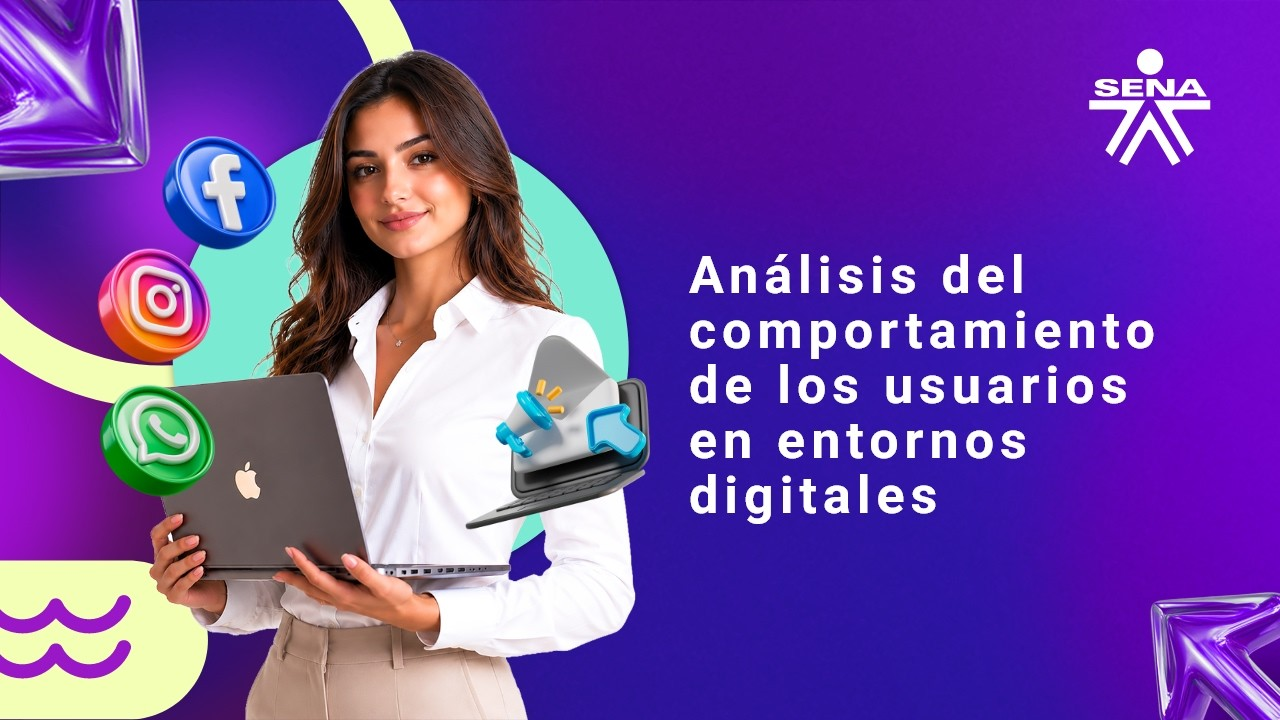 SENA
Análisis del
comportamiento
de los usuarios
en entornos
digitales